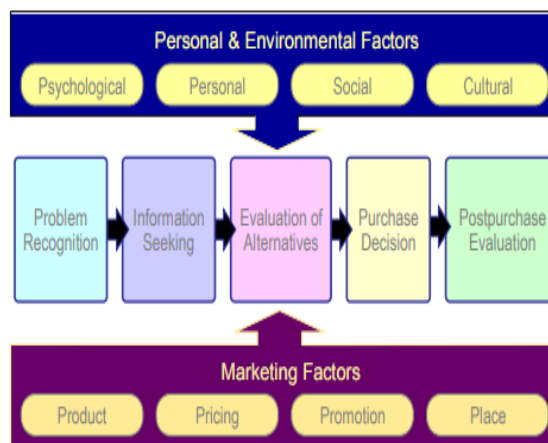 Personal & Environmental Factors
Psychological
Personal
Social
Cultural
Problem
Recognition
Information
Seeking
Evaluation of
Alternatives
Purchase
Decision
Postpurchase
Evaluation
Marketing Factors
Product
Pricing
Promotion
Place